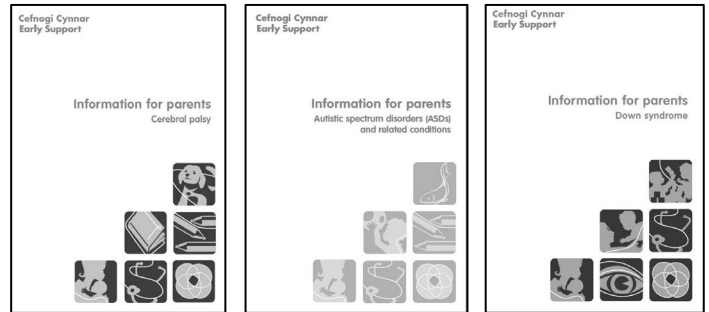 Cefnogi Cynnar
Early Support
Information for parents
Cerebral palsy
Cefnogi Cynnar
Early Support
Information for parents
Autistic spectrum disorders (ASDs)
and related conditions
Cefnogi Cynnar
Early Support
Information for parents
Down syndrome